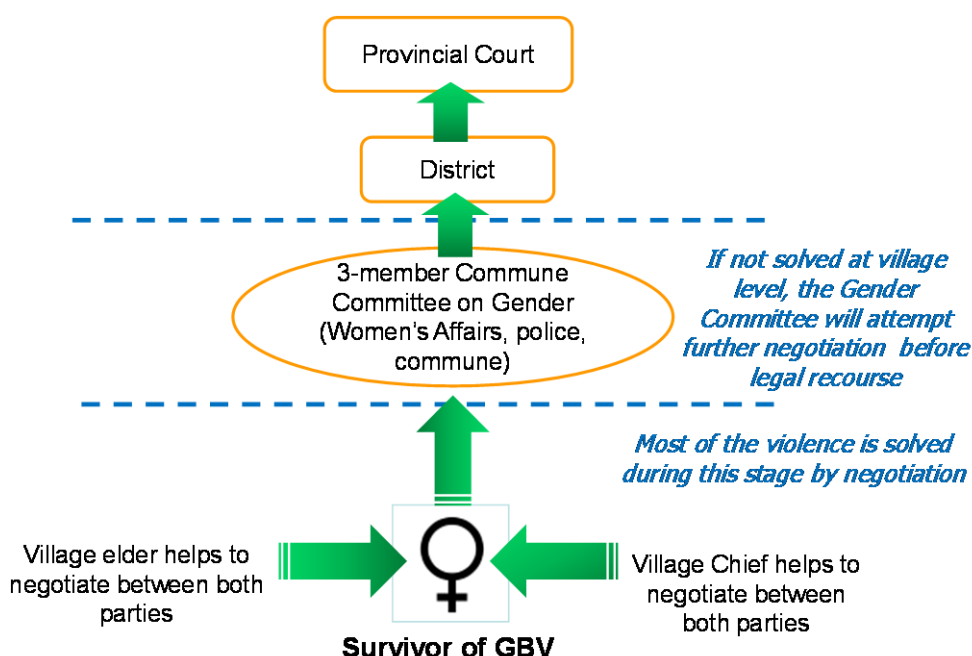 Provincial Court
District
3-member Commune
Committee on Gender
(Women's Affairs, police,
commune)
If not solved at village
level, the Gender
Committee will attempt
further negotiation before
legal recourse
Most of the violence is solved
during this stage by negotiation
Village elder helps to
negotiate between both
parties
Village Chief helps to
negotiate between
both parties
Survivor of GBV